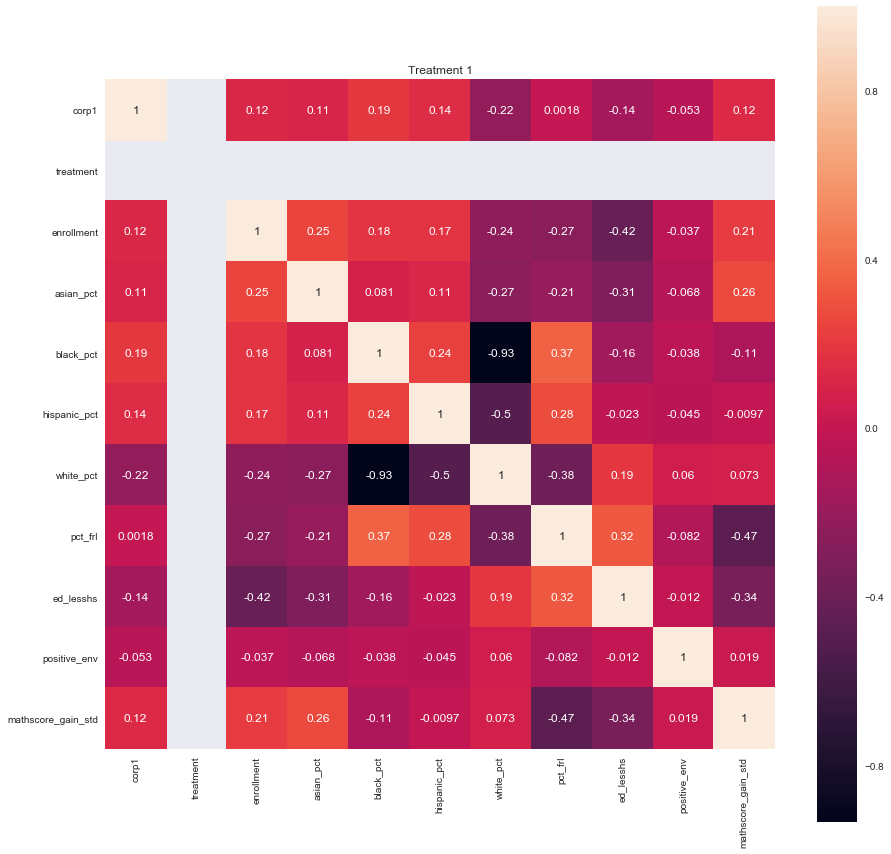 Treatment 1
corp1 1 0.12 0.11 0.19 0.14 -0.22 0.0018 -0.14 -0.053 0.12
treatment
enrollment 0.12 1 0.25 0.18 0.17 -0.24 -0.27 -0.42 -0.037 0.21
asian_pct 0.11 0.25 1 0.081 0.11 -0.27 -0.21 -0.31 -0.068 0.26
black_pct 0.19 0.18 0.081 1 0.24 -0.93 0.37 -0.16 -0.038 -0.11
hispanic_pct 0.14 0.17 0.11 0.24 1 -0.5 0.28 -0.023 -0.045 -0.0097
white_pct -0.22 -0.24 -0.27 -0.93 -0.5 1 -0.38 0.19 0.06 0.073
pct_frl 0.0018 -0.27 -0.21 0.37 0.28 -0.38 1 0.32 -0.082 -0.47
ed_lesshs -0.14 -0.42 -0.31 -0.16 -0.023 0.19 0.32 1 -0.012 -0.34
positive_env -0.053 -0.037 -0.068 -0.038 -0.045 0.06 -0.082 -0.012 1 0.019
mathscore_gain_std 0.12 0.21 0.26 -0.11 -0.0097 0.073 -0.47 -0.34 0.019 1
corp1
treatment
enrollment
asian_pct
black_pct
hispanic_pct
white_pct
pct_frl
ed_lesshs
positive_env
mathscore_gain_std
0.8
0.4
0.0
−0.4
−0.8